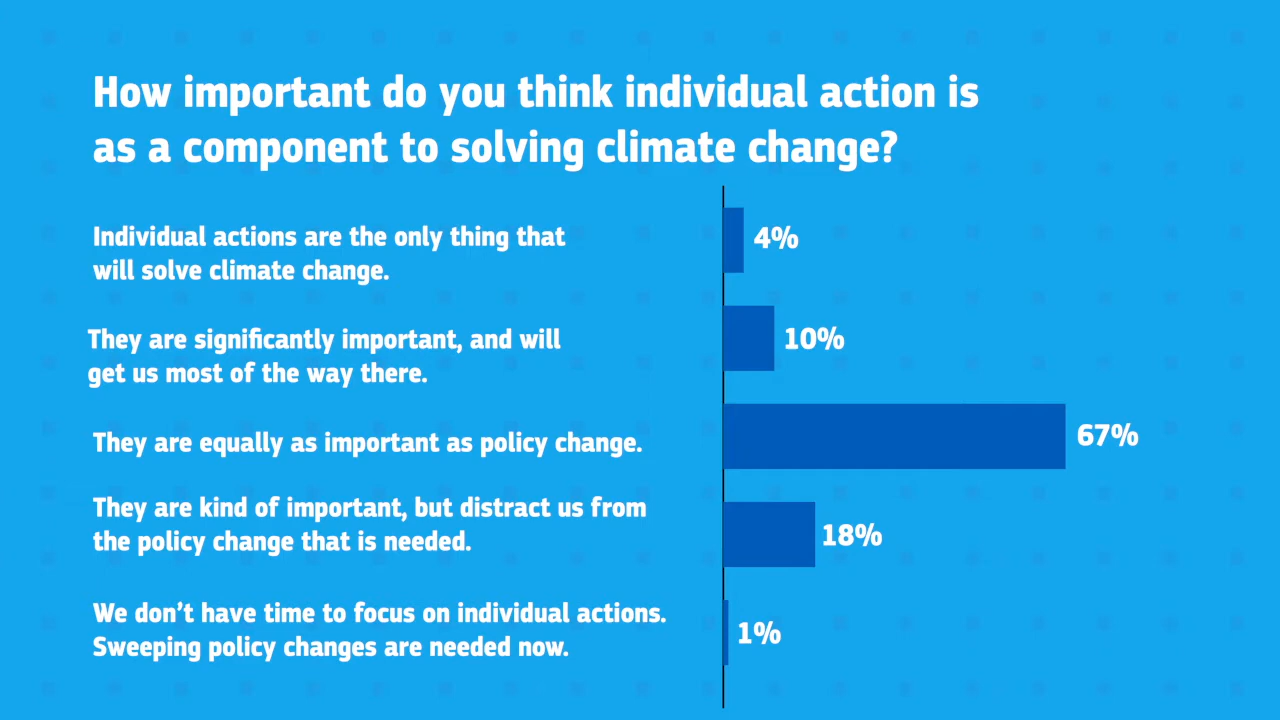 How important do you think individual action is
as a component to solving climate change?
Individual actions are the only thing that
will solve climate change.
4%
They are significantly important, and will
get us most of the way there.
10%
They are equally as important as policy change.
67%
They are kind of important, but distract us from
the policy change that is needed.
18%
We don’t have time to focus on individual actions.
Sweeping policy changes are needed now.
1%